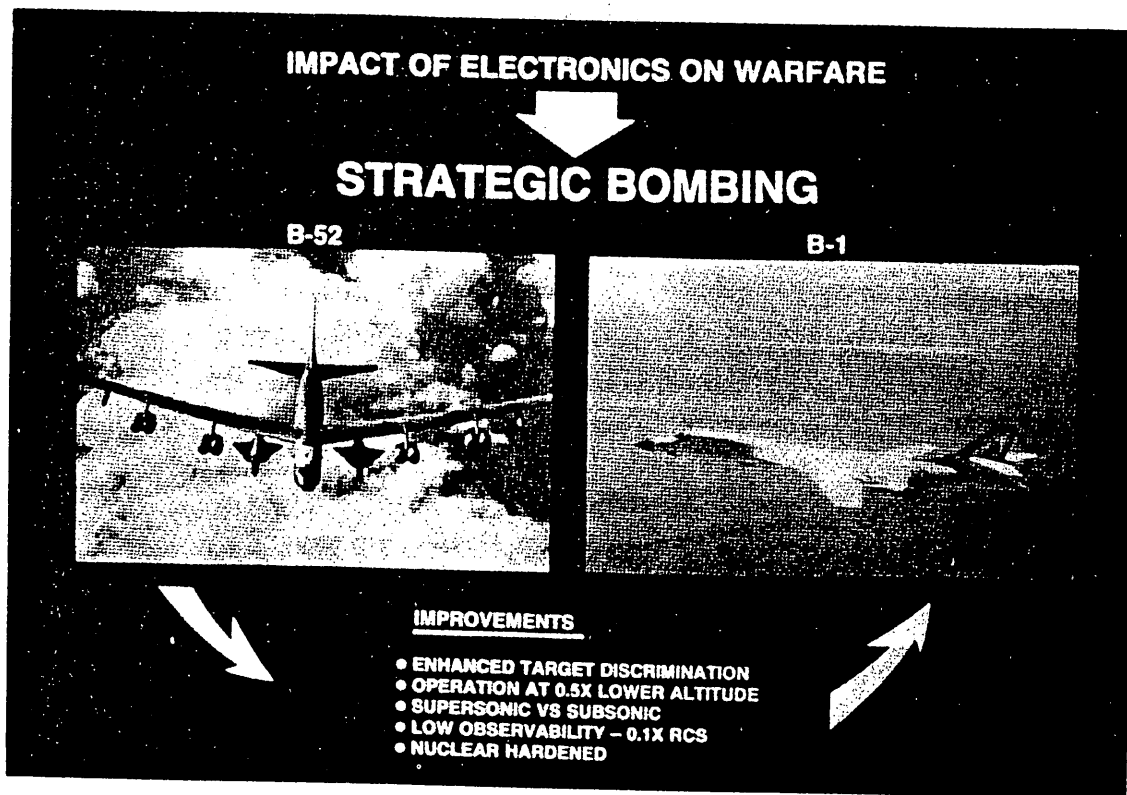 IMPACT OF ELECTRONICS ON WARFARE
STRATEGIC BOMBING
B-52
B-1
IMPROVEMENTS
● ENHANCED TARGET DISCRIMINATION
● OPERATION AT 0.5X LOWER ALTITUDE
● SUPERSONIC VS SUBSONIC
● LOW OBSERVABILITY – 0.1X RCS
● NUCLEAR HARDENED